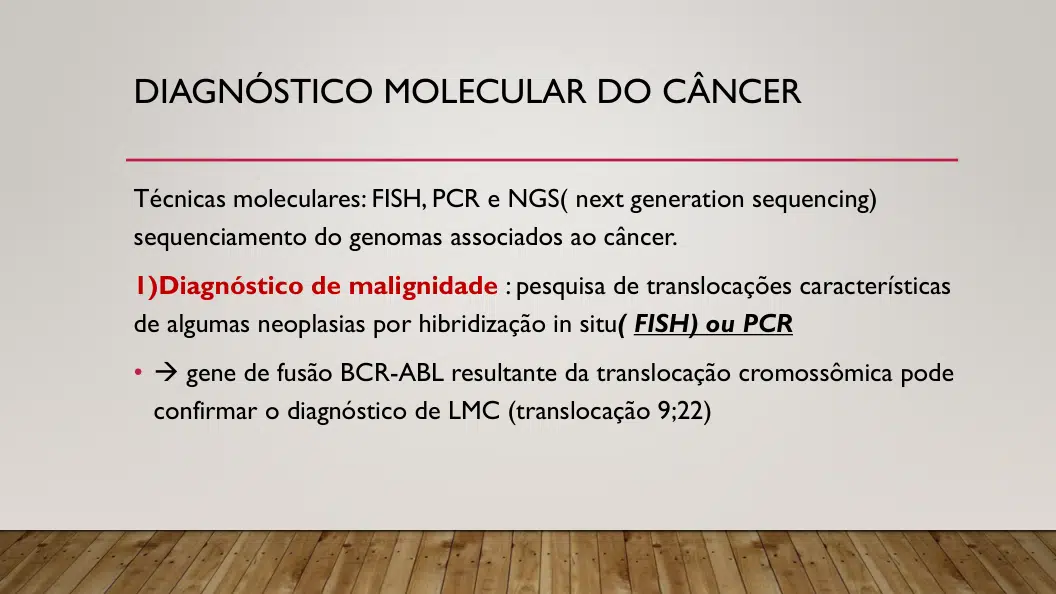 DIAGNÓSTICO MOLECULAR DO CÂNCER
Técnicas moleculares: FISH, PCR e NGS( next generation sequencing)
sequenciamento do genomas associados ao câncer.
1)Diagnóstico de malignidade : pesquisa de translocações características
de algumas neoplasias por hibridização in situ( FISH) ou PCR
• → gene de fusão BCR-ABL resultante da translocação cromossômica pode
confirmar o diagnóstico de LMC (translocação 9;22)